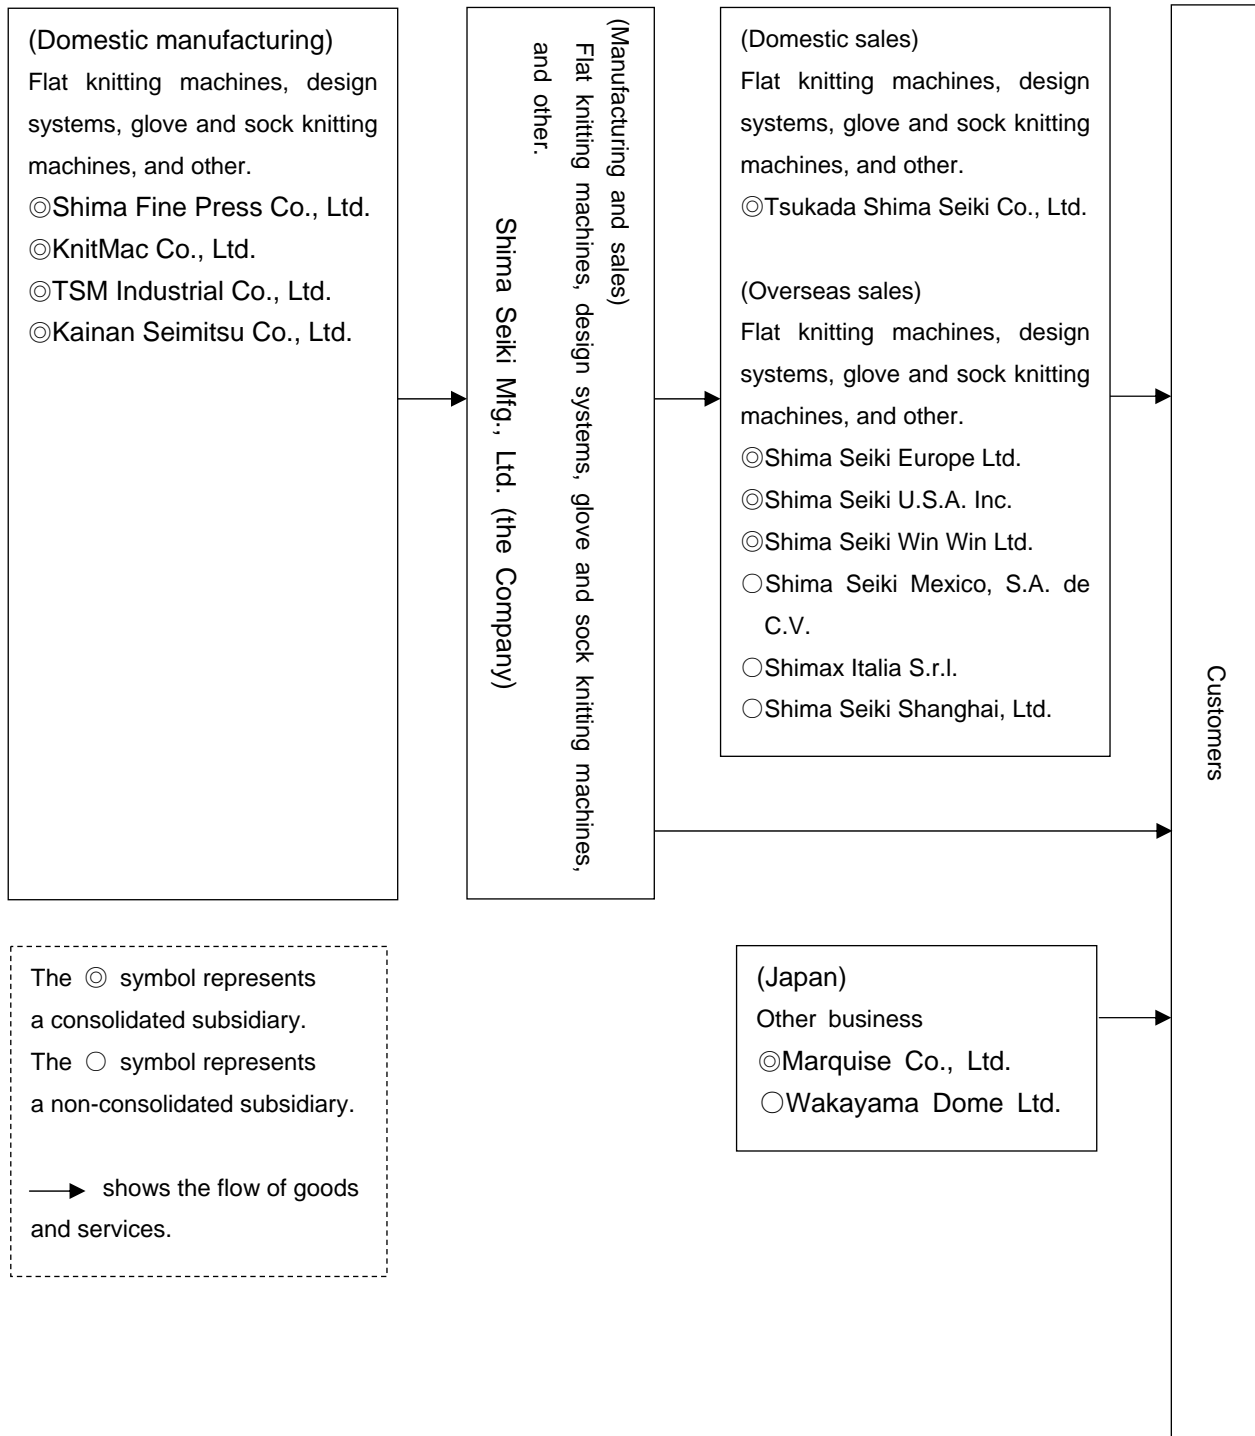 (Domestic manufacturing)
Flat knitting machines, design
systems, glove and sock knitting
machines, and other.
◎Shima Fine Press Co., Ltd.
◎KnitMac Co., Ltd.
◎TSM Industrial Co., Ltd.
◎Kainan Seimitsu Co., Ltd.
(Manufacturing and sales)
Flat knitting machines, design systems, glove and sock knitting machines,
and other.
Shima Seiki Mfg., Ltd. (the Company)
(Domestic sales)
Flat knitting machines, design
systems, glove and sock knitting
machines, and other.
◎Tsukada Shima Seiki Co., Ltd.
(Overseas sales)
Flat knitting machines, design
systems, glove and sock knitting
machines, and other.
◎Shima Seiki Europe Ltd.
◎Shima Seiki U.S.A. Inc.
◎Shima Seiki Win Win Ltd.
○Shima Seiki Mexico, S.A. de
C.V.
○Shimax Italia S.r.l.
○Shima Seiki Shanghai, Ltd.
Customers
(Japan)
Other business
◎Marquise Co., Ltd.
○Wakayama Dome Ltd.
The ◎ symbol represents
a consolidated subsidiary.
The ○ symbol represents
a non-consolidated subsidiary.
→ shows the flow of goods
and services.